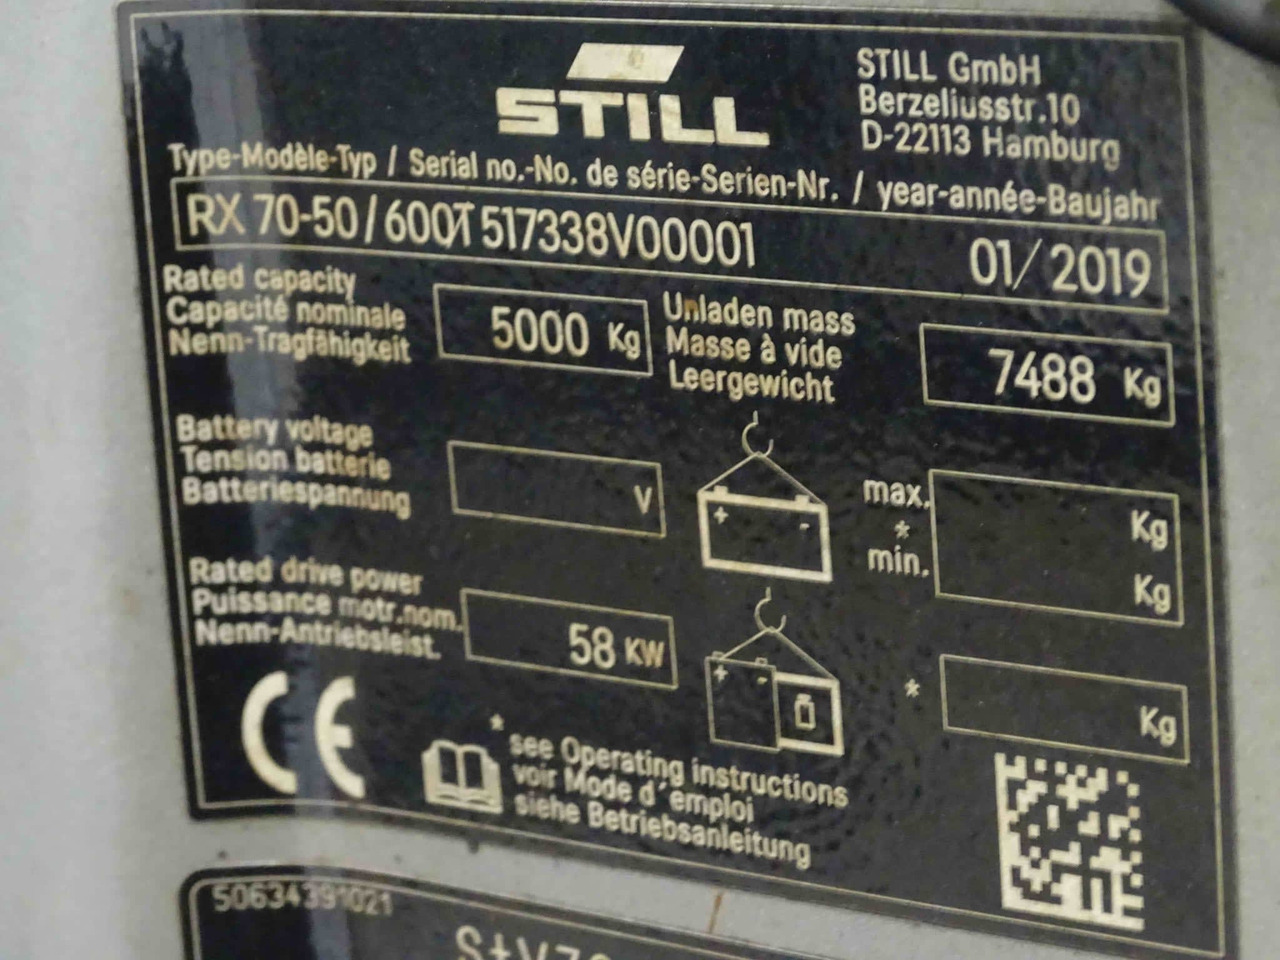 STILL
STILL GmbH
Berzeliusstr.10
D-22113 Hamburg
Type-Modèle-Typ / Serial no.-No. de série-Serien-Nr. / year-année-Baujahr
RX 70-50/600T 517338V00001 01/2019
Rated capacity
Capacité nominale
Nenn-Tragfähigkeit
5000 Kg
Unladen mass
Masse à vide
Leergewicht
7488 Kg
Battery voltage
Tension batterie
Batteriespannung
V
+ -
max.
*
min.
Kg
Kg
Rated drive power
Puissance motr.nom.
Nenn-Antriebsleist.
58 KW
+ -
*
Kg
CE
* see Operating instructions
voir Mode d'emploi
siehe Betriebsanleitung
50634391021